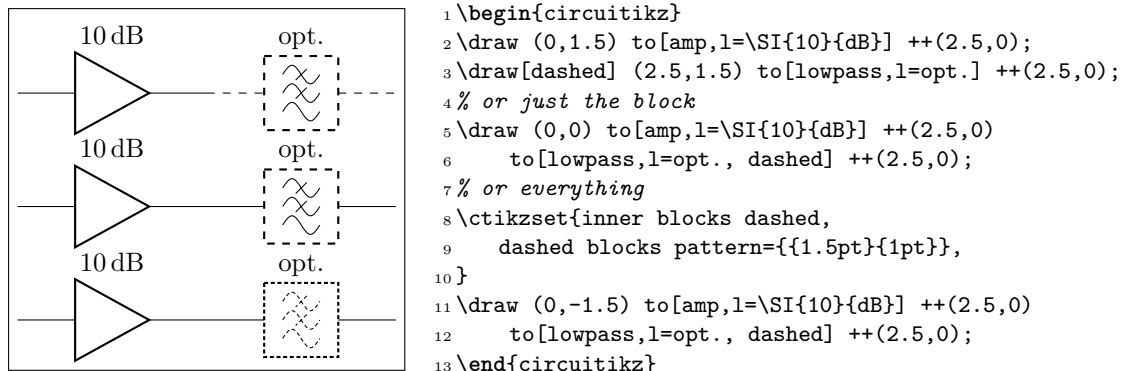 10 dB opt.
10 dB opt.
10 dB opt.
1 \begin{circuitikz}
2 \draw (0,1.5) to[amp,l=\SI{10}{dB}] ++(2.5,0);
3 \draw[dashed] (2.5,1.5) to[lowpass,l=opt.] ++(2.5,0);
4 % or just the block
5 \draw (0,0) to[amp,l=\SI{10}{dB}] ++(2.5,0)
6     to[lowpass,l=opt., dashed] ++(2.5,0);
7 % or everything
8 \ctikzset{inner blocks dashed,
9    dashed blocks pattern={{1.5pt}{1pt}},
10 }
11 \draw (0,-1.5) to[amp,l=\SI{10}{dB}] ++(2.5,0)
12     to[lowpass,l=opt., dashed] ++(2.5,0);
13 \end{circuitikz}